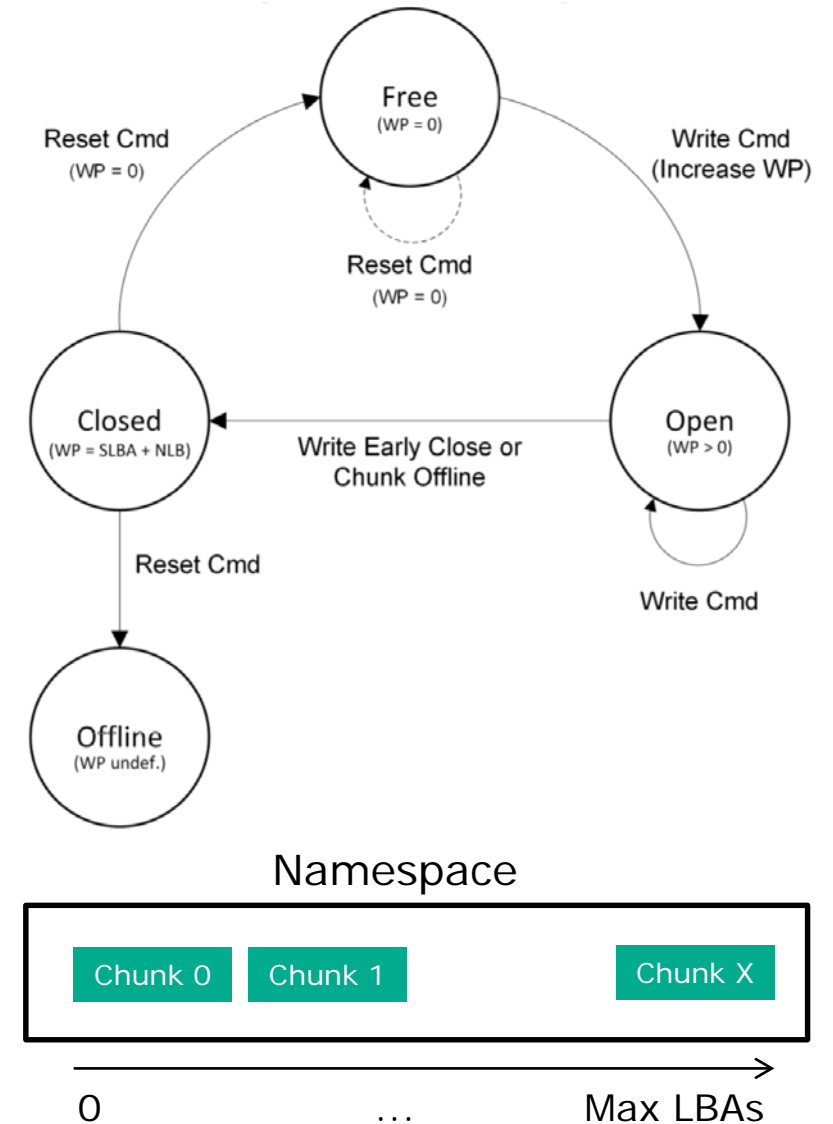 Free
(WP = 0)
Reset Cmd
(WP = 0)
Write Cmd
(Increase WP)
Reset Cmd
(WP = 0)
Closed
(WP = SLBA + NLB)
Write Early Close or
Chunk Offline
Open
(WP > 0)
Reset Cmd
Write Cmd
Offline
(WP undef.)
Namespace
Chunk 0 Chunk 1 Chunk X
0 ... Max LBAs